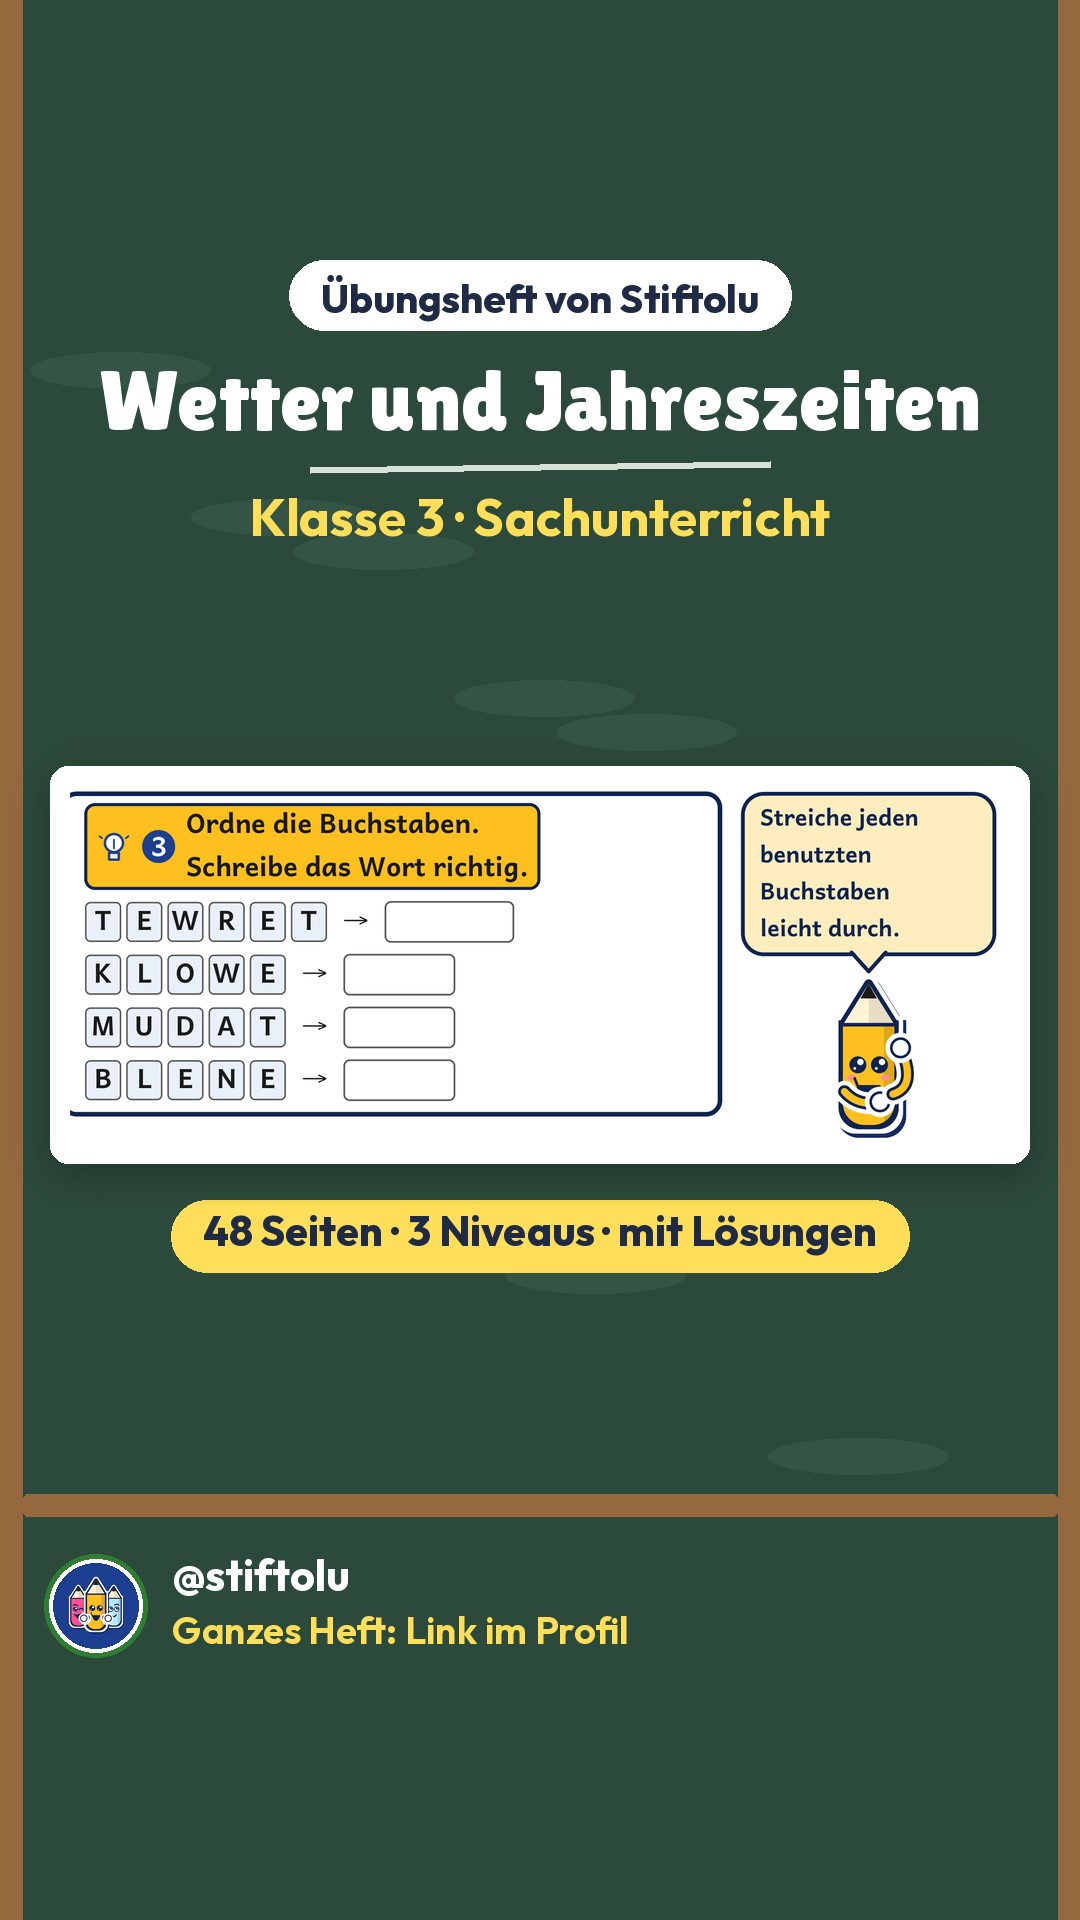 Übungsheft von Stiftolu
Wetter und Jahreszeiten
Klasse 3 · Sachunterricht
3 Ordne die Buchstaben.
Schreibe das Wort richtig.
T E W R E T →
K L O W E →
M U D A T →
B L E N E →
Streiche jeden
benutzten
Buchstaben
leicht durch.
48 Seiten · 3 Niveaus · mit Lösungen
@stiftolu
Ganzes Heft: Link im Profil